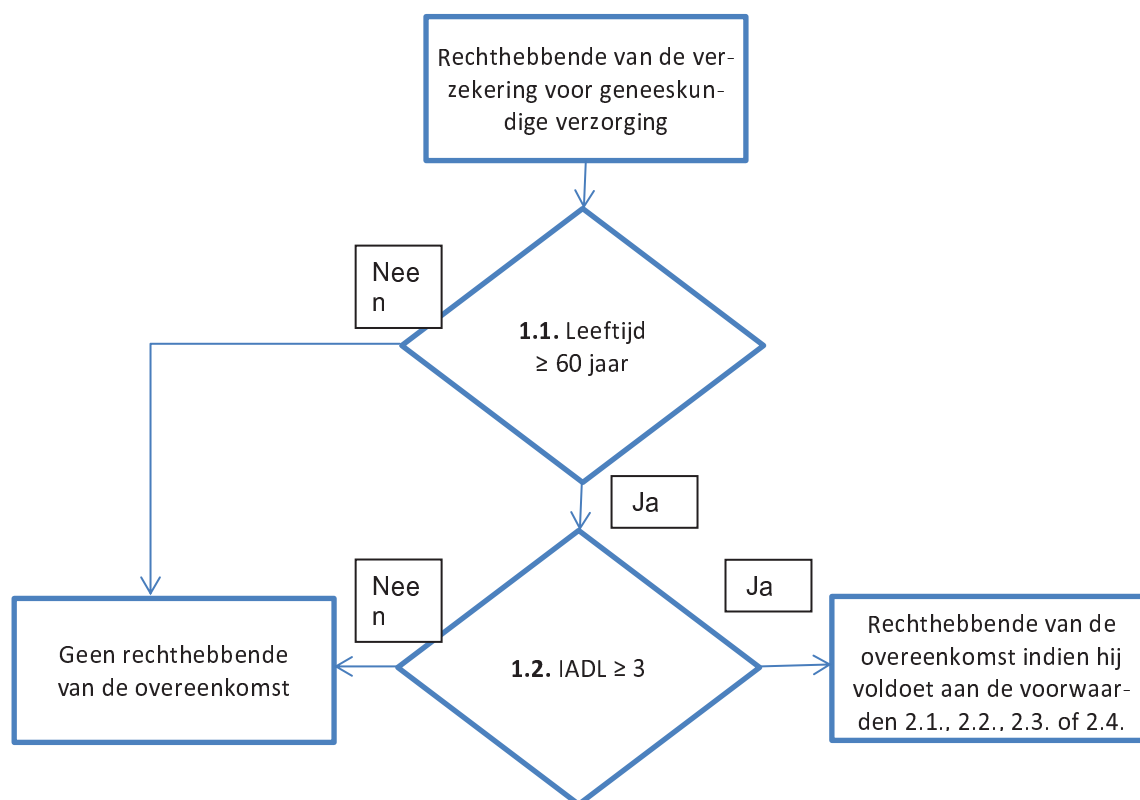 Rechthebbende van de ver-
zekering voor geneeskun-
dige verzorging
Nee
n
1.1. Leeftijd
≥ 60 jaar
Ja
Nee
n
Ja
Geen rechthebbende
van de overeenkomst
1.2. IADL ≥ 3
Rechthebbende van de
overeenkomst indien hij
voldoet aan de voorwaar-
den 2.1., 2.2., 2.3. of 2.4.